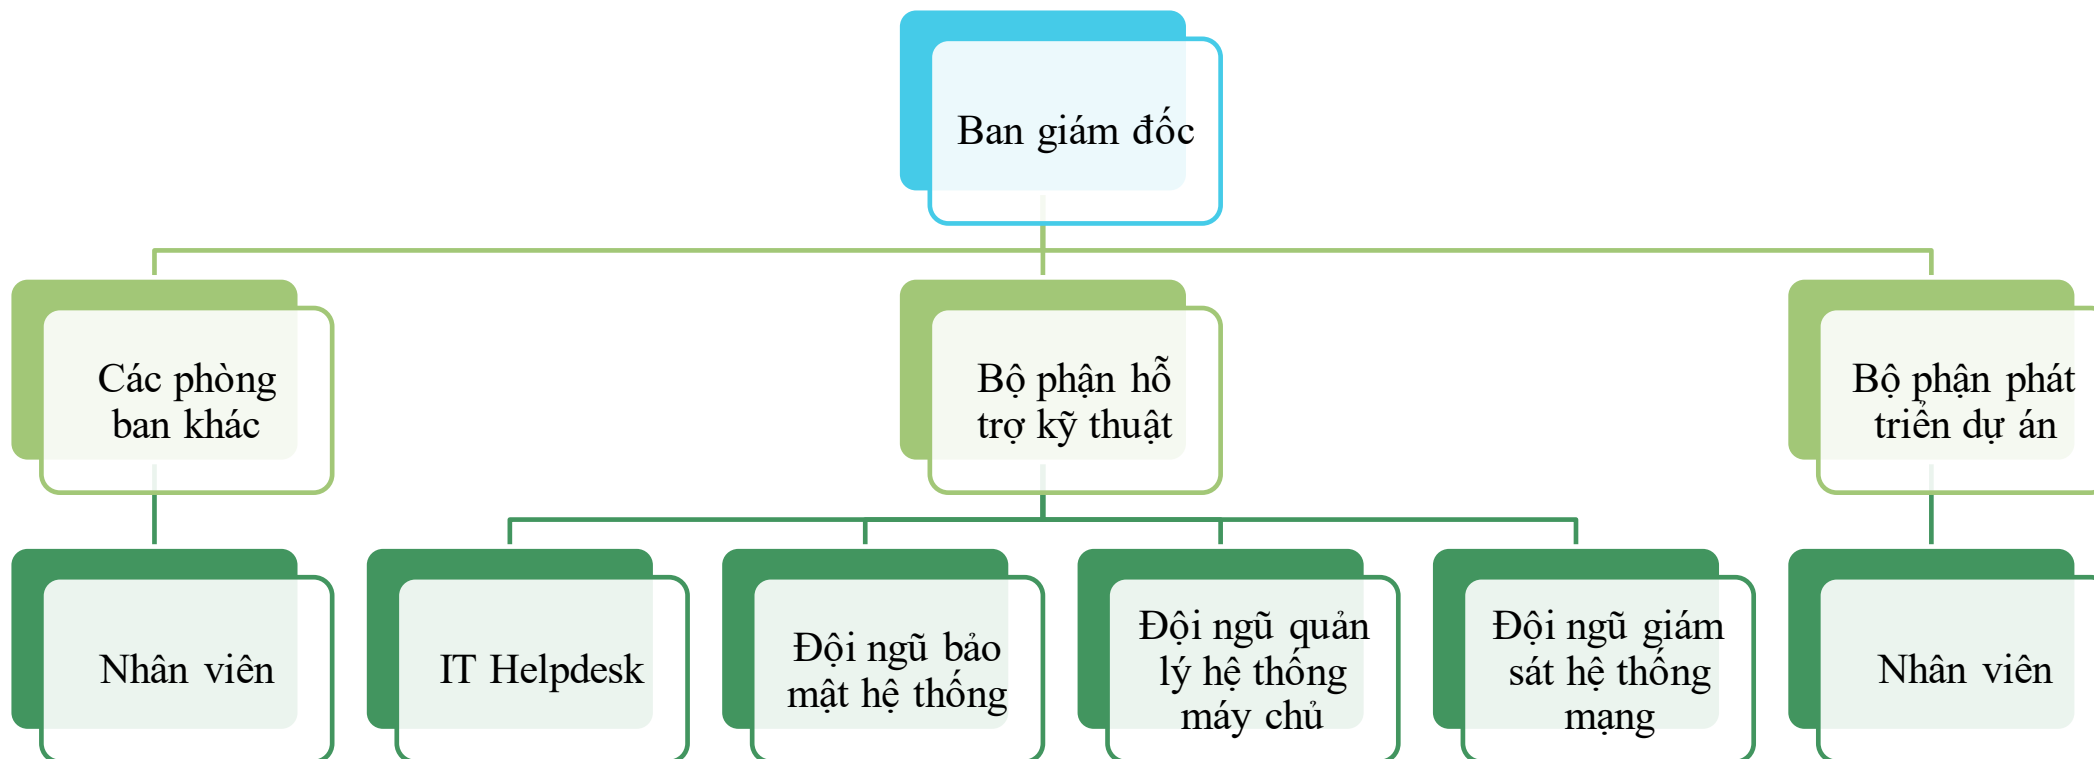 Ban giám đốc
Các phòng
ban khác
Bộ phận hỗ
trợ kỹ thuật
Bộ phận phát
triển dự án
Nhân viên
IT Helpdesk
Đội ngũ bảo
mật hệ thống
Đội ngũ quản
lý hệ thống
máy chủ
Đội ngũ giám
sát hệ thống
mạng
Nhân viên